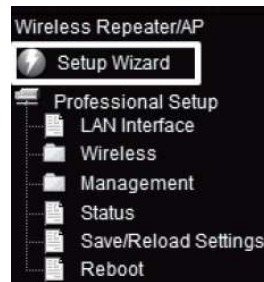 Wireless Repeater/AP
Setup Wizard
Professional Setup
LAN Interface
Wireless
Management
Status
Save/Reload Settings
Reboot